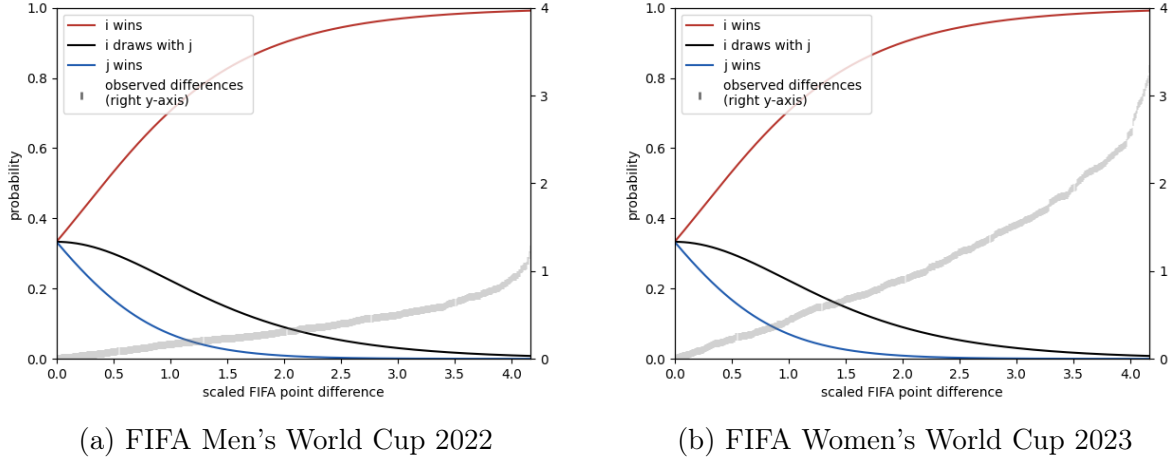 1.0
0.8
0.6
0.4
0.2
0.0
probability
i wins
i draws with j
j wins
observed differences
(right y-axis)
4
3
2
1
0
0.0 0.5 1.0 1.5 2.0 2.5 3.0 3.5 4.0
scaled FIFA point difference
(a) FIFA Men's World Cup 2022
1.0
0.8
0.6
0.4
0.2
0.0
probability
i wins
i draws with j
j wins
observed differences
(right y-axis)
4
3
2
1
0
0.0 0.5 1.0 1.5 2.0 2.5 3.0 3.5 4.0
scaled FIFA point difference
(b) FIFA Women's World Cup 2023